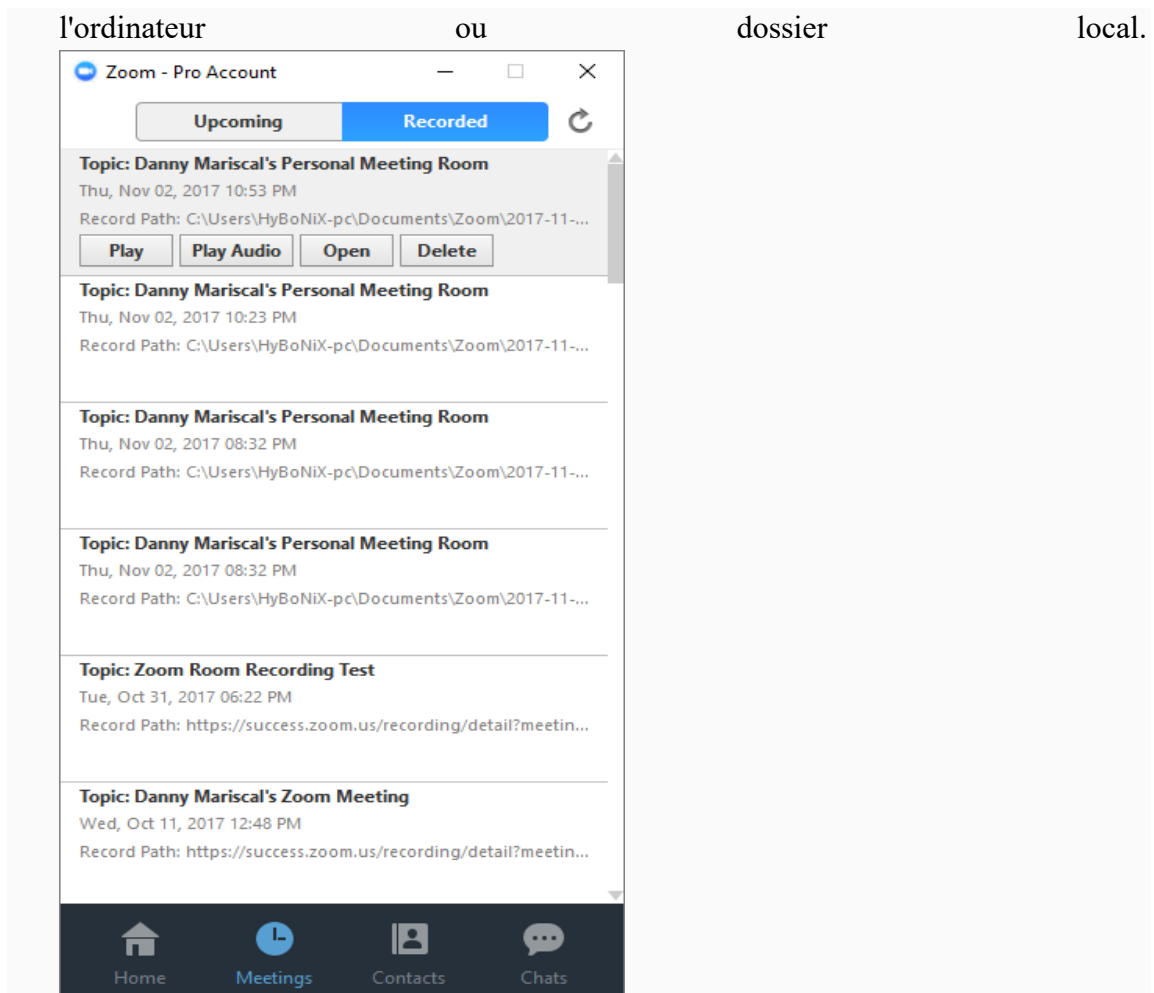 l'ordinateur ou dossier local.
Zoom - Pro Account
Upcoming Recorded
Topic: Danny Mariscal's Personal Meeting Room
Thu, Nov 02, 2017 10:53 PM
Record Path: C:\Users\HyBoNiX-pc\Documents\Zoom\2017-11-...
Play Play Audio Open Delete
Topic: Danny Mariscal's Personal Meeting Room
Thu, Nov 02, 2017 10:23 PM
Record Path: C:\Users\HyBoNiX-pc\Documents\Zoom\2017-11-...
Topic: Danny Mariscal's Personal Meeting Room
Thu, Nov 02, 2017 08:32 PM
Record Path: C:\Users\HyBoNiX-pc\Documents\Zoom\2017-11-...
Topic: Danny Mariscal's Personal Meeting Room
Thu, Nov 02, 2017 08:32 PM
Record Path: C:\Users\HyBoNiX-pc\Documents\Zoom\2017-11-...
Topic: Zoom Room Recording Test
Tue, Oct 31, 2017 06:22 PM
Record Path: https://success.zoom.us/recording/detail?meetin...
Topic: Danny Mariscal's Zoom Meeting
Wed, Oct 11, 2017 12:48 PM
Record Path: https://success.zoom.us/recording/detail?meetin...
Home Meetings Contacts Chats